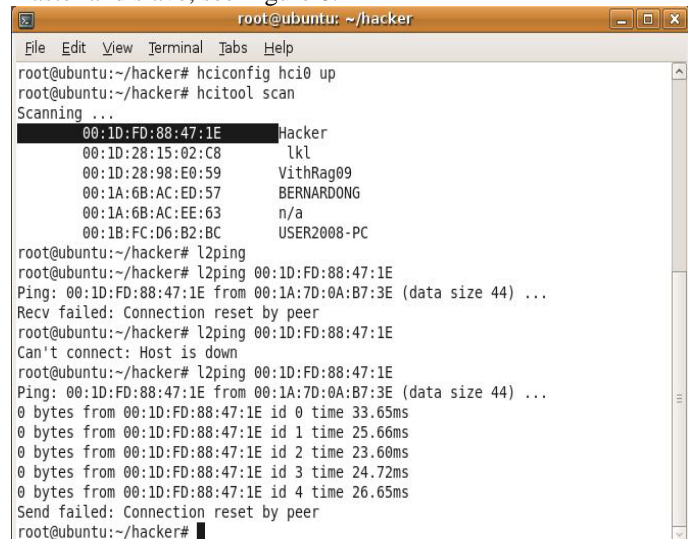 root@ubuntu: ~/hacker
File Edit View Terminal Tabs Help
root@ubuntu:~/hacker# hciconfig hci0 up
root@ubuntu:~/hacker# hcitool scan
Scanning ...
00:1D:FD:88:47:1E Hacker
00:1D:28:15:02:C8 lkl
00:1D:28:98:E0:59 VithRag09
00:1A:6B:AC:ED:57 BERNARDONG
00:1A:6B:AC:EE:63 n/a
00:1B:FC:D6:B2:BC USER2008-PC
root@ubuntu:~/hacker# l2ping
root@ubuntu:~/hacker# l2ping 00:1D:FD:88:47:1E
Ping: 00:1D:FD:88:47:1E from 00:1A:7D:0A:B7:3E (data size 44) ...
Recv failed: Connection reset by peer
root@ubuntu:~/hacker# l2ping 00:1D:FD:88:47:1E
Can't connect: Host is down
root@ubuntu:~/hacker# l2ping 00:1D:FD:88:47:1E
Ping: 00:1D:FD:88:47:1E from 00:1A:7D:0A:B7:3E (data size 44) ...
0 bytes from 00:1D:FD:88:47:1E id 0 time 33.65ms
0 bytes from 00:1D:FD:88:47:1E id 1 time 25.66ms
0 bytes from 00:1D:FD:88:47:1E id 2 time 23.60ms
0 bytes from 00:1D:FD:88:47:1E id 3 time 24.72ms
0 bytes from 00:1D:FD:88:47:1E id 4 time 26.65ms
Send failed: Connection reset by peer
root@ubuntu:~/hacker#